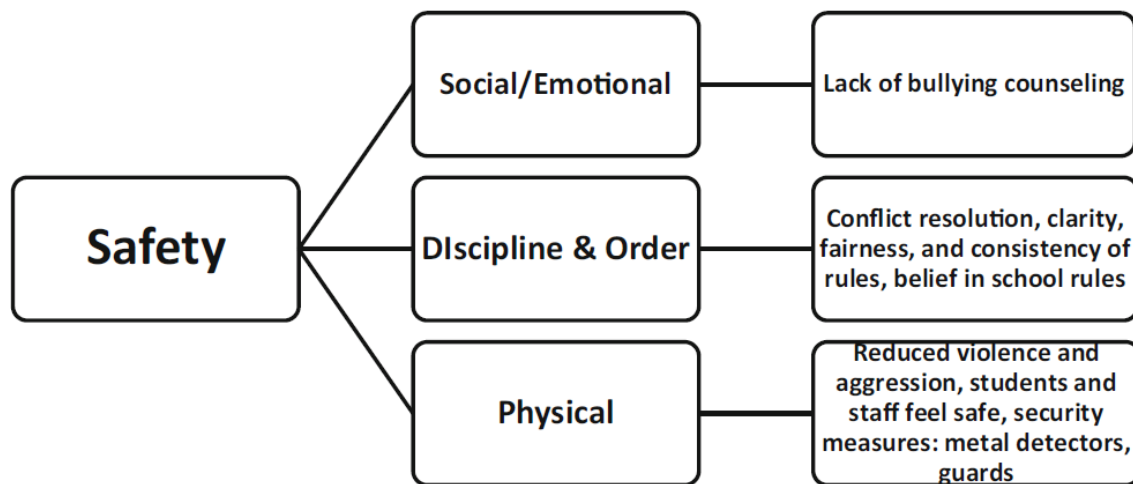 Safety
Social/Emotional
Lack of bullying counseling
DIscipline & Order
Conflict resolution, clarity,
fairness, and consistency of
rules, belief in school rules
Physical
Reduced violence and
aggression, students and
staff feel safe, security
measures: metal detectors,
guards